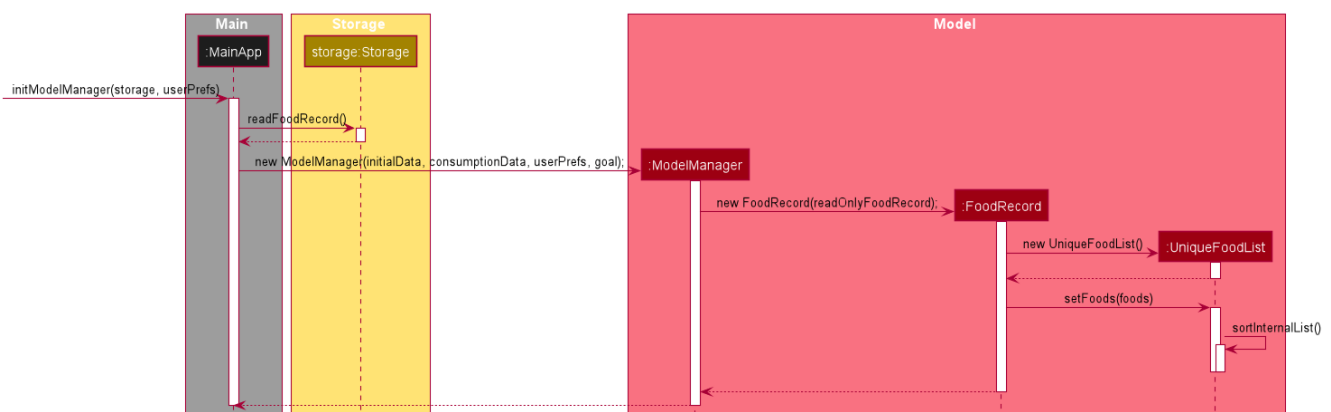 Main
Storage
Model
:MainApp
storage:Storage
initModelManager(storage, userPrefs)
readFoodRecord()
new ModelManager(initialData, consumptionData, userPrefs, goal);
:ModelManager
new FoodRecord(readOnlyFoodRecord);
:FoodRecord
new UniqueFoodList()
:UniqueFoodList
setFoods(foods)
sortInternalList()